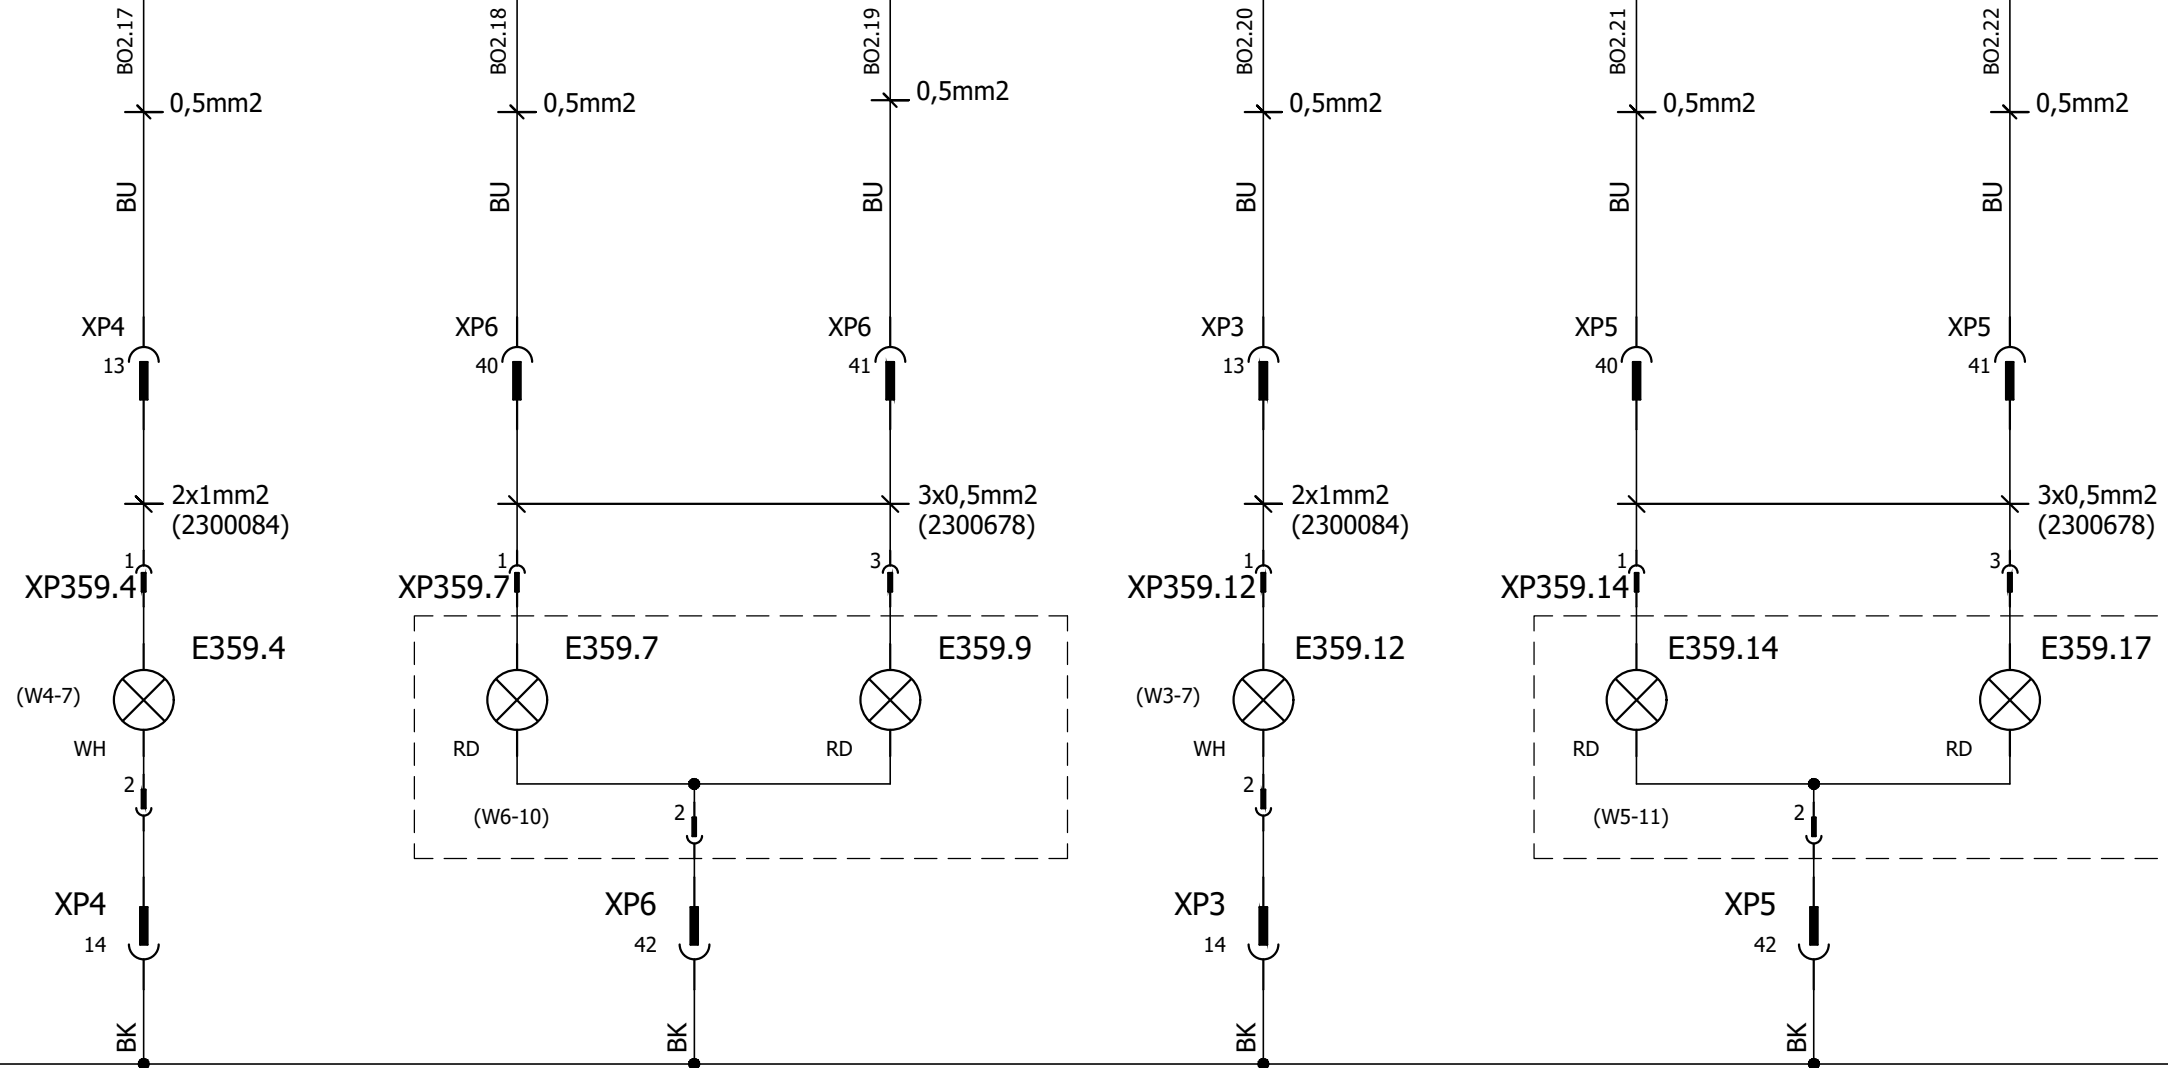 BO2.17
BO2.18
BO2.19
BO2.20
BO2.21
BO2.22
0,5mm2
0,5mm2
0,5mm2
0,5mm2
0,5mm2
0,5mm2
BU
BU
BU
BU
BU
BU
XP4
XP6
XP6
XP3
XP5
XP5
13
40
41
13
40
41
2x1mm2
(2300084)
3x0,5mm2
(2300678)
2x1mm2
(2300084)
3x0,5mm2
(2300678)
1
1
3
1
1
3
XP359.4
XP359.7
XP359.12
XP359.14
E359.4
E359.7
E359.9
E359.12
E359.14
E359.17
(W4-7)
(W3-7)
WH
RD
RD
WH
RD
RD
2
2
2
2
(W6-10)
(W5-11)
XP4
XP6
XP3
XP5
14
42
14
42
BK
BK
BK
BK